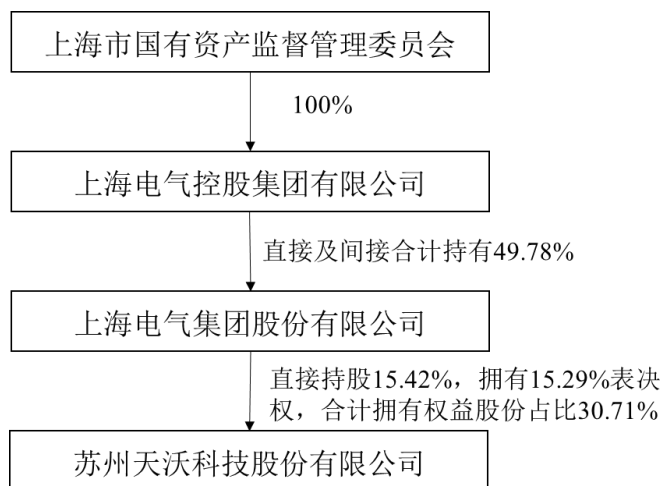 上海市国有资产监督管理委员会
100%
上海电气控股集团有限公司
直接及间接合计持有49.78%
上海电气集团股份有限公司
直接持股15.42%，拥有15.29%表决
权，合计拥有权益股份占比30.71%
苏州天沃科技股份有限公司